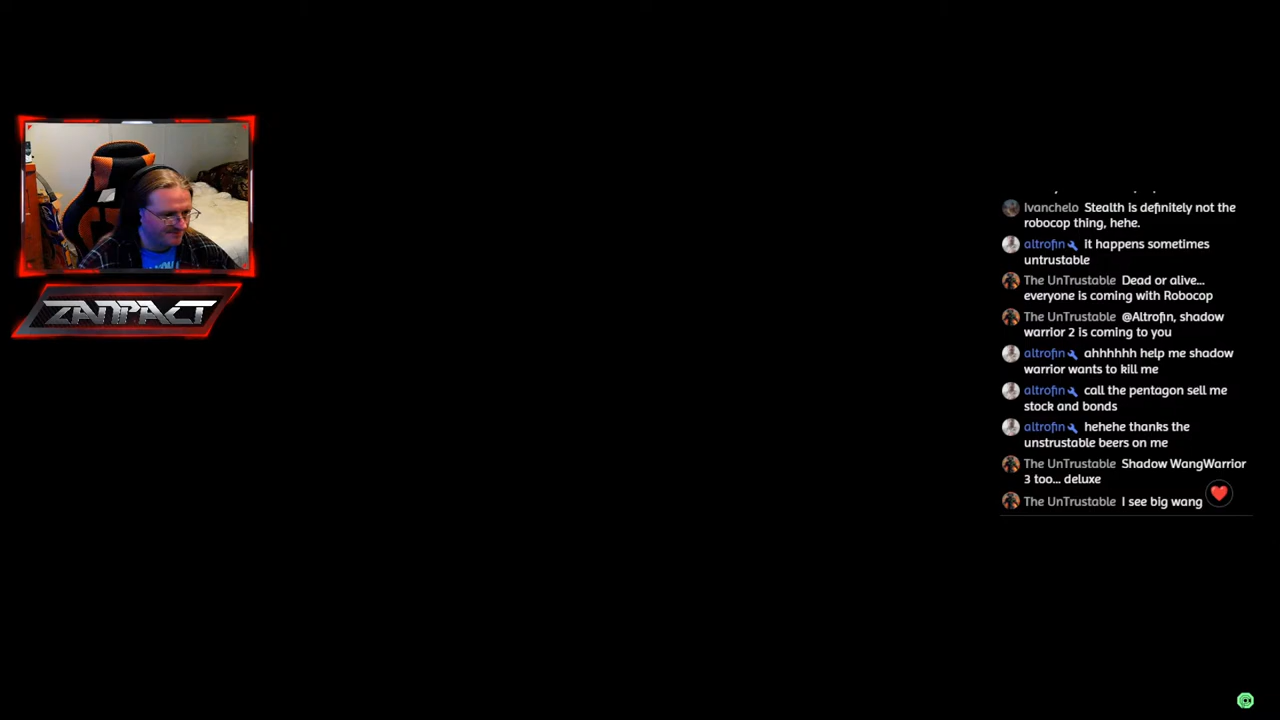 ZANPACT
Ivanchelo Stealth is definitely not the
robocop thing, hehe.
altrofin it happens sometimes
untrustable
The UnTrustable Dead or alive...
everyone is coming with Robocop
The UnTrustable @Altrofin, shadow
warrior 2 is coming to you
altrofin ahhhhhh help me shadow
warrior wants to kill me
altrofin call the pentagon sell me
stock and bonds
altrofin hehehe thanks the
unstrustable beers on me
The UnTrustable Shadow WangWarrior
3 too... deluxe
The UnTrustable I see big wang